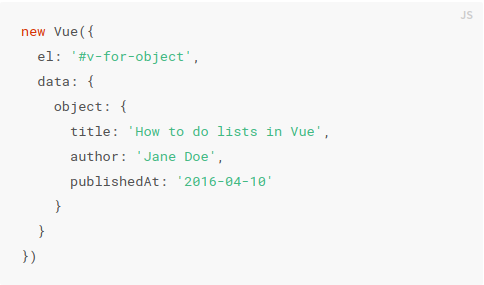 JS
new Vue({
  el: '#v-for-object',
  data: {
    object: {
      title: 'How to do lists in Vue',
      author: 'Jane Doe',
      publishedAt: '2016-04-10'
    }
  }
})